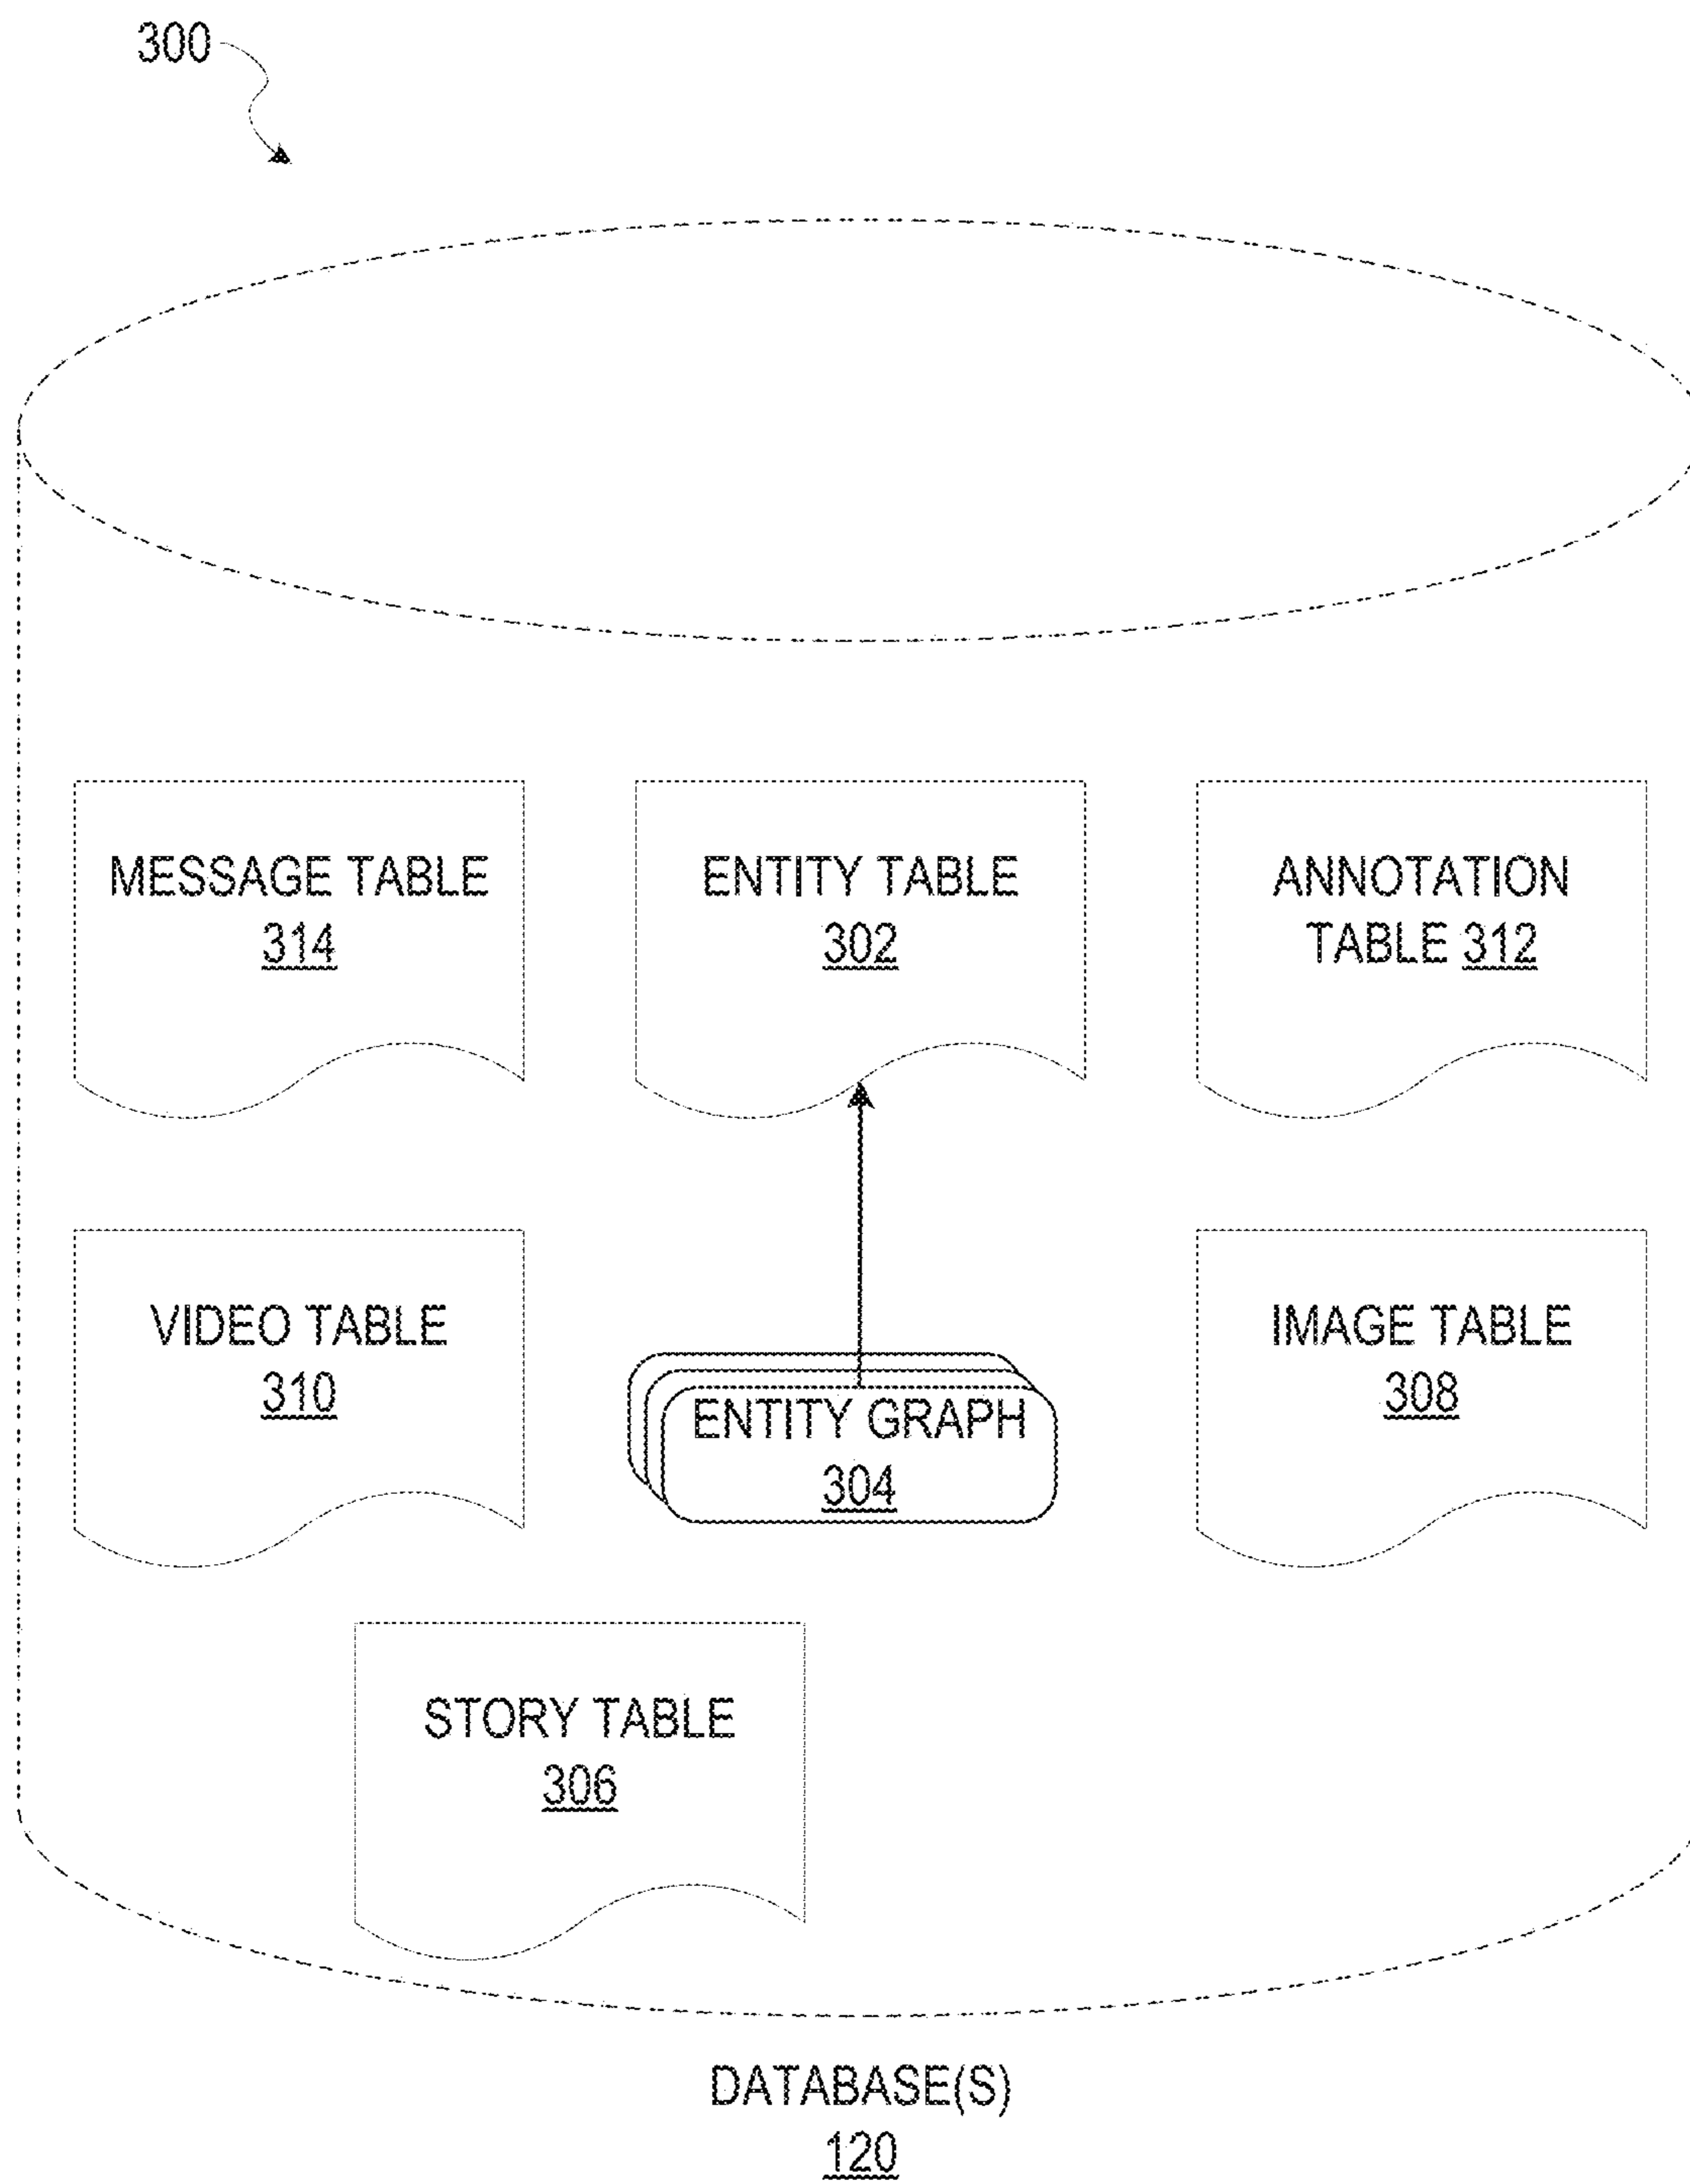 300
MESSAGE TABLE
314
ENTITY TABLE
302
ANNOTATION
TABLE 312
VIDEO TABLE
310
ENTITY GRAPH
304
IMAGE TABLE
308
STORY TABLE
306
DATABASE(S)
120